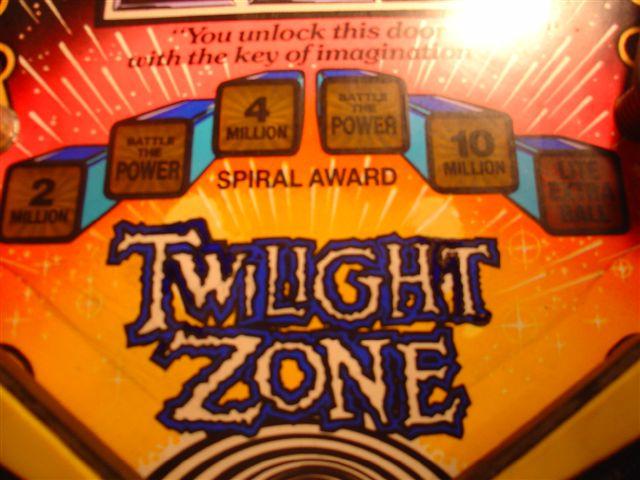 "You unlock this door
with the key of imagination
2 MILLION
BATTLE THE POWER
4 MILLION
BATTLE THE POWER
10 MILLION
LITE EXTRA BALL
SPIRAL AWARD
TWILIGHT
ZONE